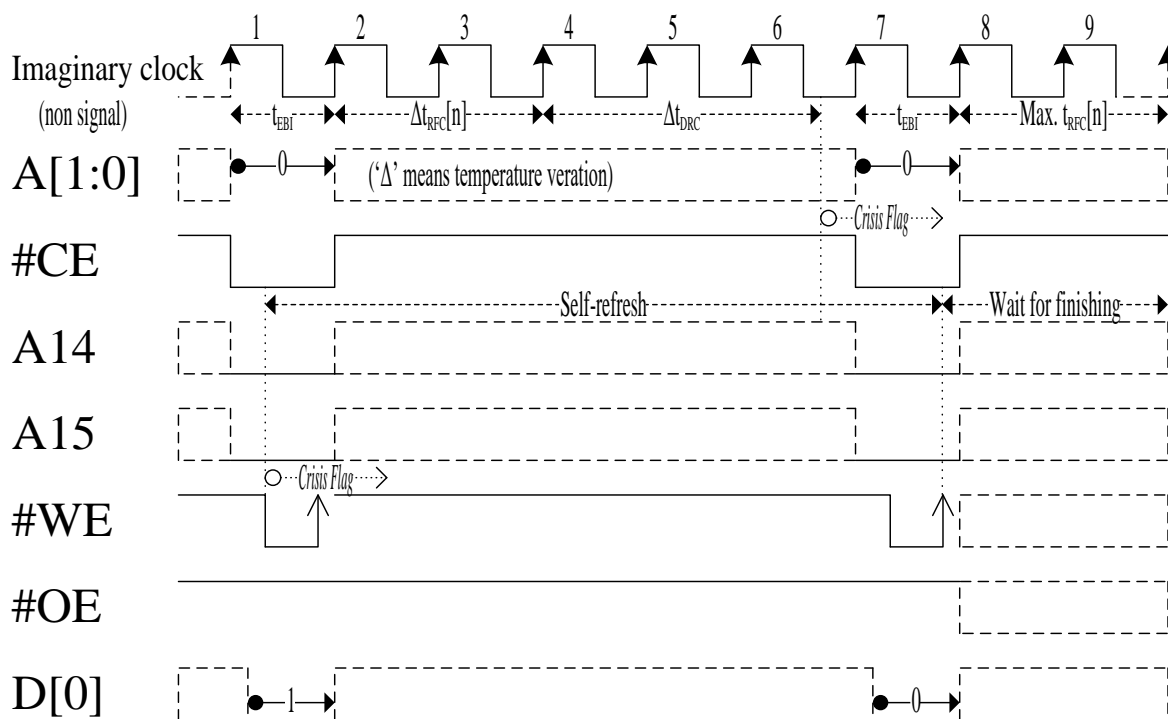 1 2 3 4 5 6 7 8 9
Imaginary clock
(non signal)
tEBI ΔtRFC[n] ΔtDRC tEBI Max. tRFC[n]
A[1:0] 0 ('Δ' means temperature veration) 0
Crisis Flag
#CE
Self-refresh Wait for finishing
A14
A15
Crisis Flag
#WE
#OE
D[0] 1 0